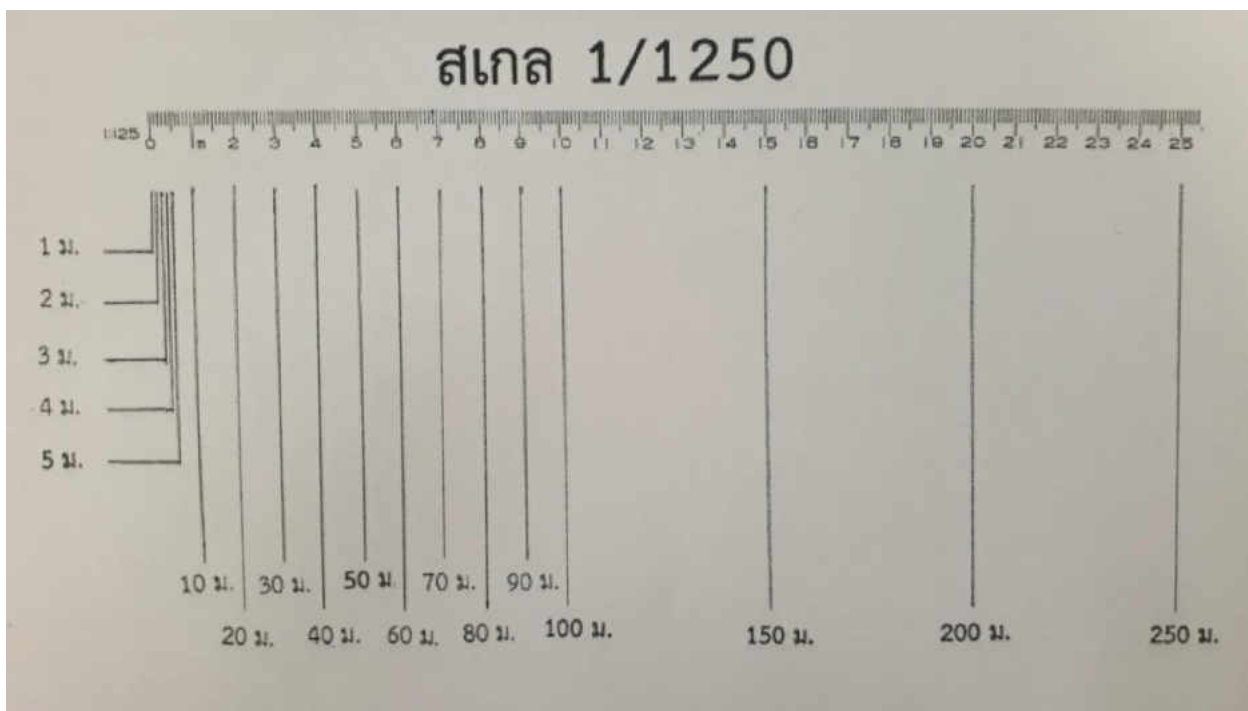 สเกล 1/1250
1:125 0 1m 2 3 4 5 6 7 8 9 10 11 12 13 14 15 16 17 18 19 20 21 22 23 24 25
1 ม.
2 ม.
3 ม.
4 ม.
5 ม.
10 ม. 30 ม. 50 ม. 70 ม. 90 ม.
20 ม. 40 ม. 60 ม. 80 ม. 100 ม. 150 ม. 200 ม. 250 ม.